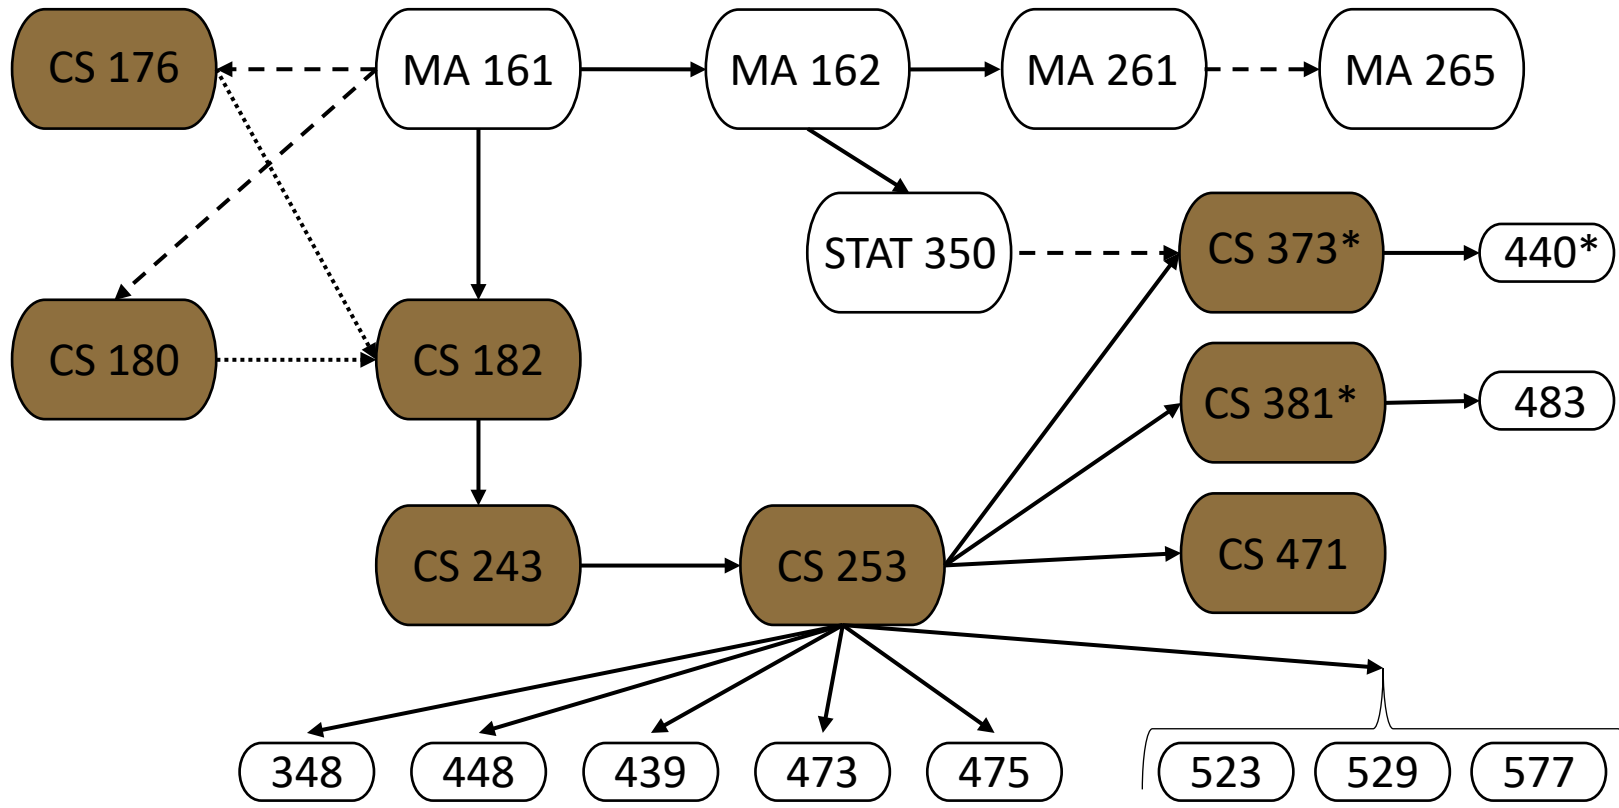 CS 176
MA 161
MA 162
MA 261
MA 265
STAT 350
CS 373*
440*
CS 180
CS 182
CS 381*
483
CS 243
CS 253
CS 471
348
448
439
473
475
523
529
577